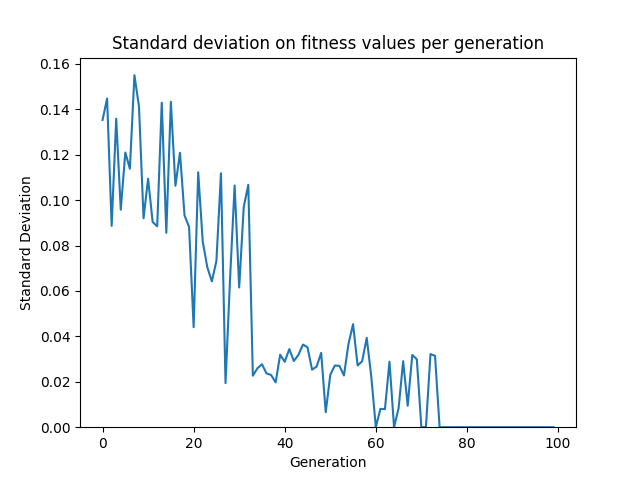 Standard deviation on fitness values per generation
0.16
0.14
0.12
0.10
0.08
0.06
0.04
0.02
0.00
Standard Deviation
0 20 40 60 80 100
Generation